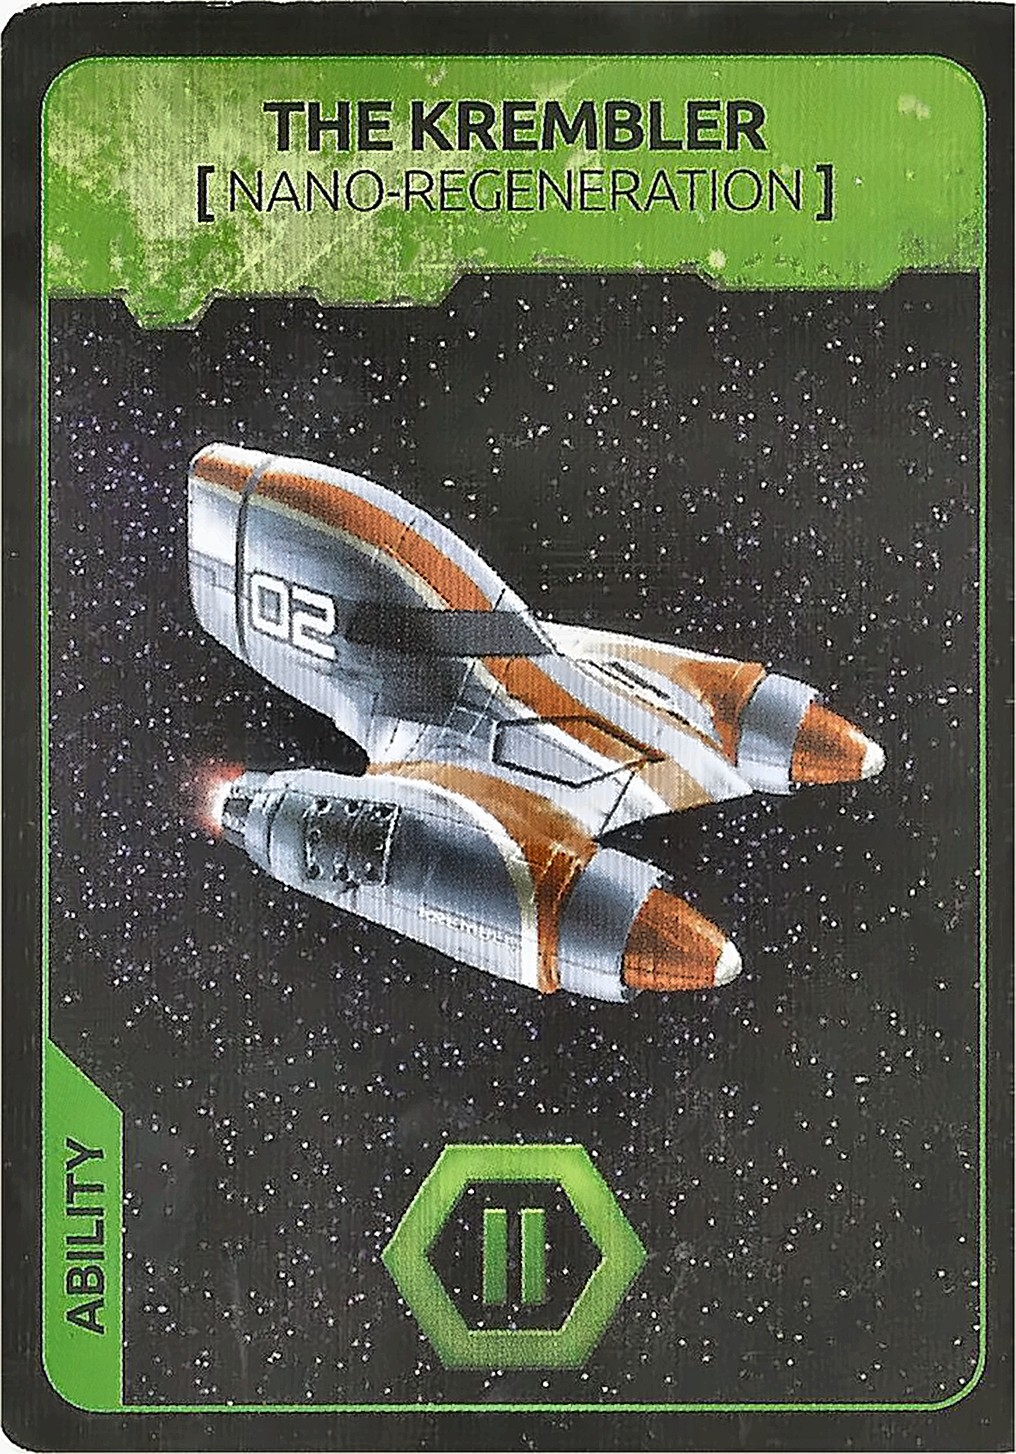 THE KREMBLER
[NANO-REGENERATION]
02
ABILITY
II